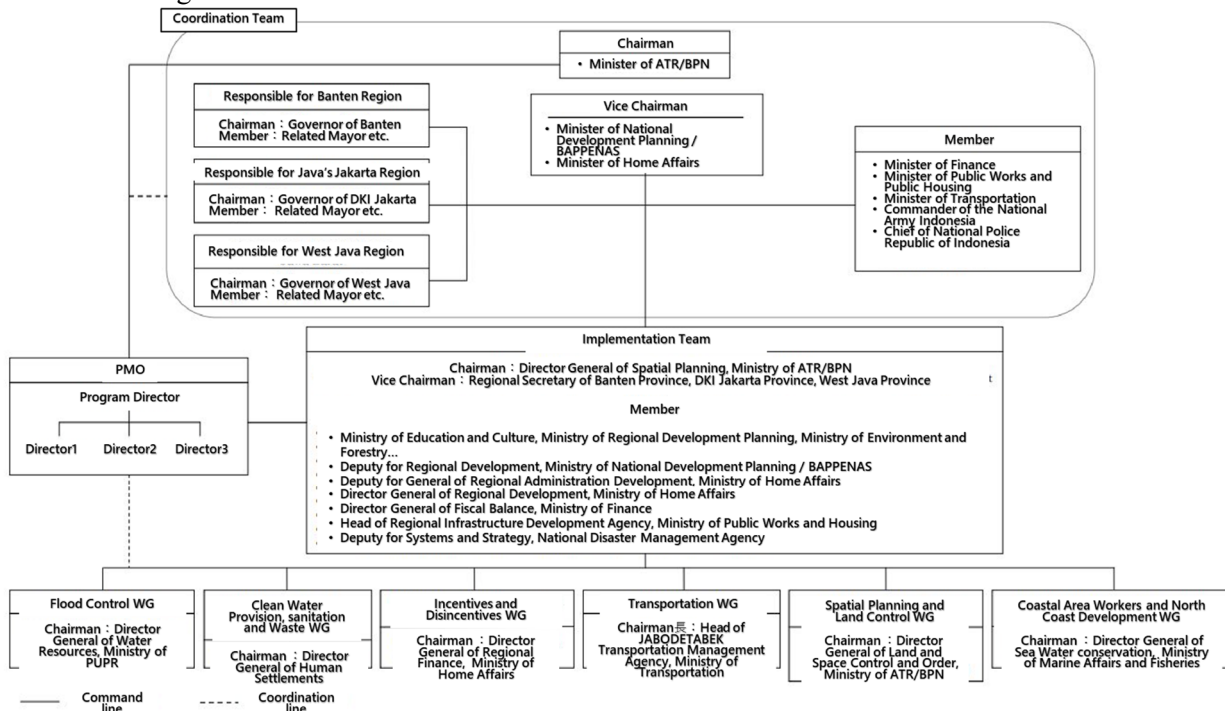 Coordination Team
Chairman
• Minister of ATR/BPN
Responsible for Banten Region
Chairman：Governor of Banten
Member：Related Mayor etc.
Vice Chairman
• Minister of National
Development Planning /
BAPPENAS
• Minister of Home Affairs
Member
• Minister of Finance
• Minister of Public Works and
Public Housing
• Minister of Transportation
• Commander of the National
Army Indonesia
• Chief of National Police
Republic of Indonesia
Responsible for Java's Jakarta Region
Chairman：Governor of DKI Jakarta
Member： Related Mayor etc.
Responsible for West Java Region
Chairman：Governor of West Java
Member：Related Mayor etc.
Implementation Team
Chairman：Director General of Spatial Planning, Ministry of ATR/BPN
Vice Chairman：Regional Secretary of Banten Province, DKI Jakarta Province, West Java Province
t
Member
• Ministry of Education and Culture, Ministry of Regional Development Planning, Ministry of Environment and
Forestry...
• Deputy for Regional Development, Ministry of National Development Planning / BAPPENAS
• Deputy for General of Regional Administration Development. Ministry of Home Affairs
• Director General of Regional Development, Ministry of Home Affairs
• Director General of Fiscal Balance, Ministry of Finance
• Head of Regional Infrastructure Development Agency, Ministry of Public Works and Housing
• Deputy for Systems and Strategy, National Disaster Management Agency
PMO
Program Director
Director1 Director2 Director3
Flood Control WG
Chairman：Director
General of Water
Resources, Ministry of
PUPR
Clean Water
Provision, sanitation
and Waste WG
Chairman：Director
General of Human
Settlements
Incentives and
Disincentives WG
Chairman：Director
General of Regional
Finance, Ministry of
Home Affairs
Transportation WG
Chairman長：Head of
JABODETABEK
Transportation Management
Agency, Ministry of
Transportation
Spatial Planning and
Land Control WG
Chairman：Director
General of Land and
Space Control and Order,
Ministry of ATR/BPN
Coastal Area Workers and North
Coast Development WG
Chairman：Director General of
Sea Water conservation, Ministry
of Marine Affairs and Fisheries
Command
line
Coordination
line